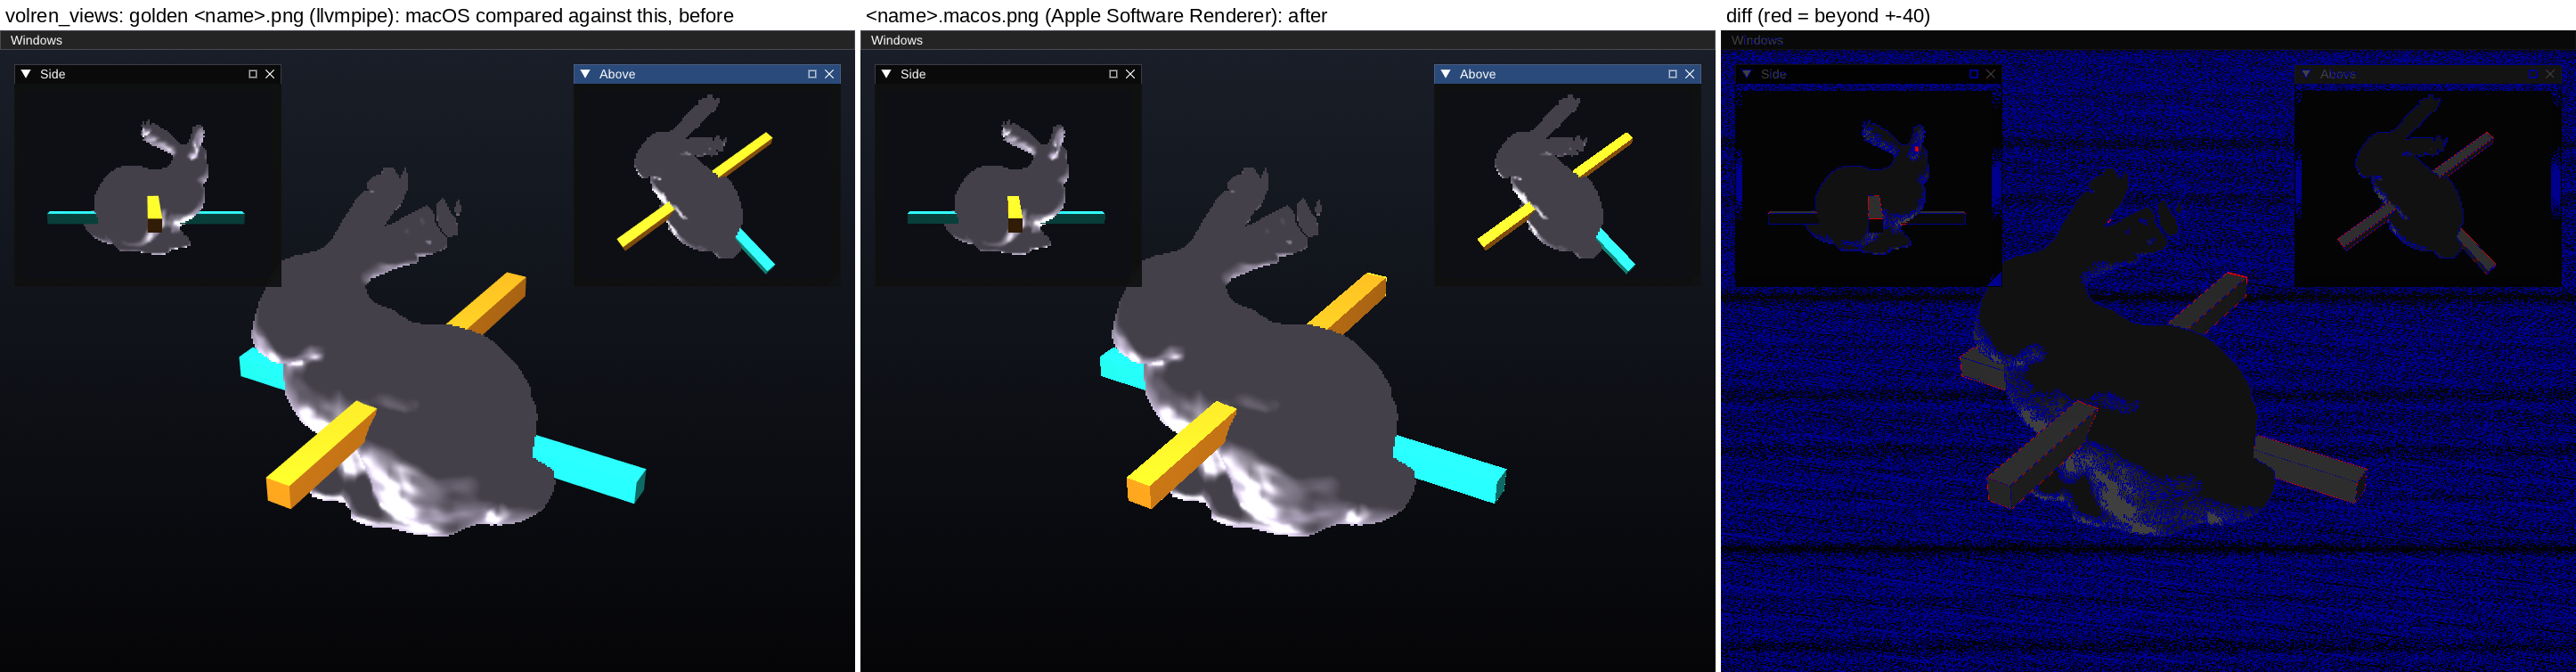 volren_views: golden <name>.png (llvmpipe): macOS compared against this, before
<name>.macos.png (Apple Software Renderer): after
diff (red = beyond +-40)
Windows
Windows
Windows
Side
Above
Side
Above
Side
Above